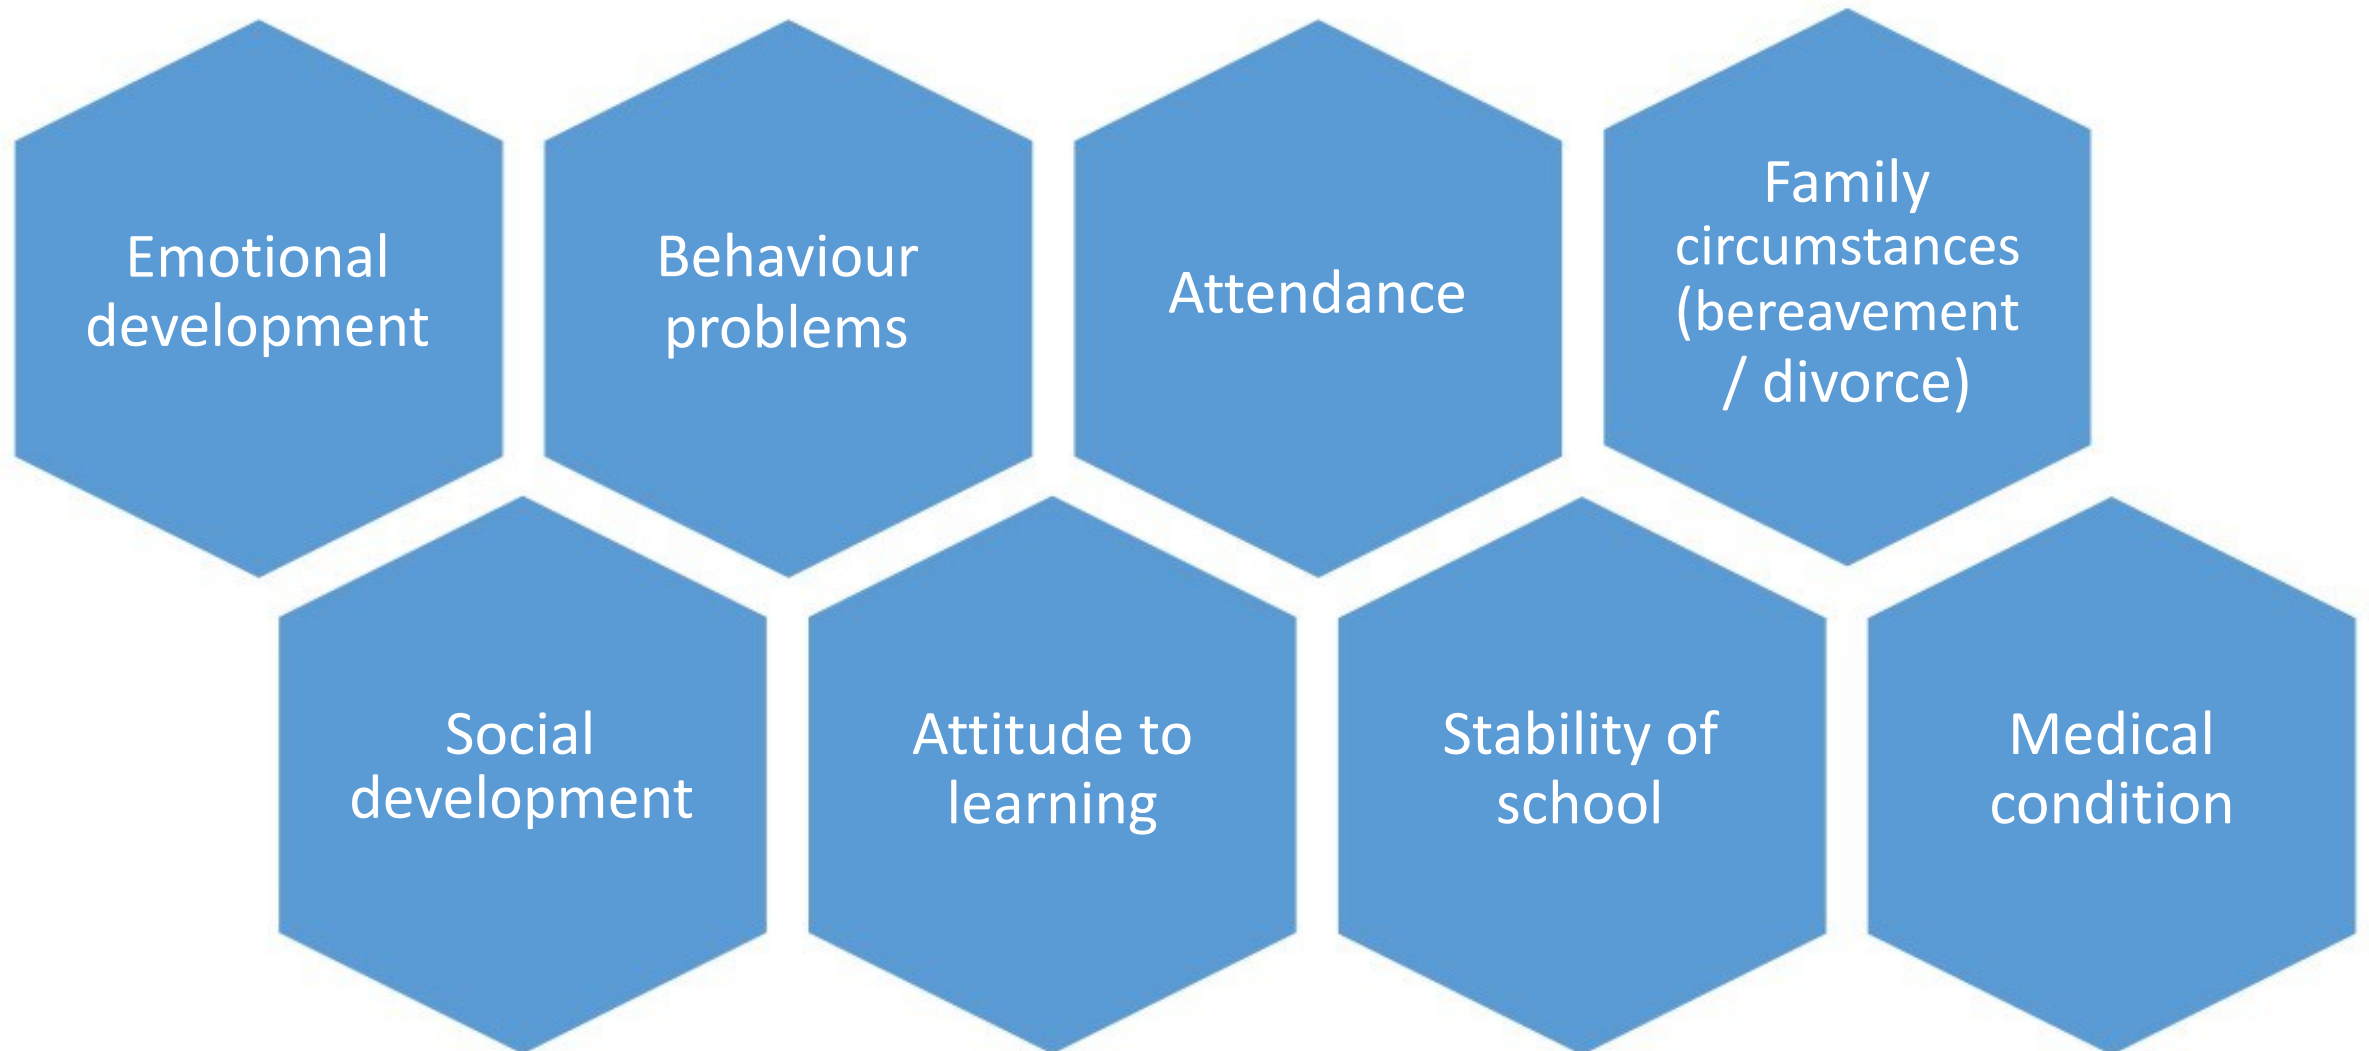 Emotional
development
Behaviour
problems
Attendance
Family
circumstances
(bereavement
/ divorce)
Social
development
Attitude to
learning
Stability of
school
Medical
condition